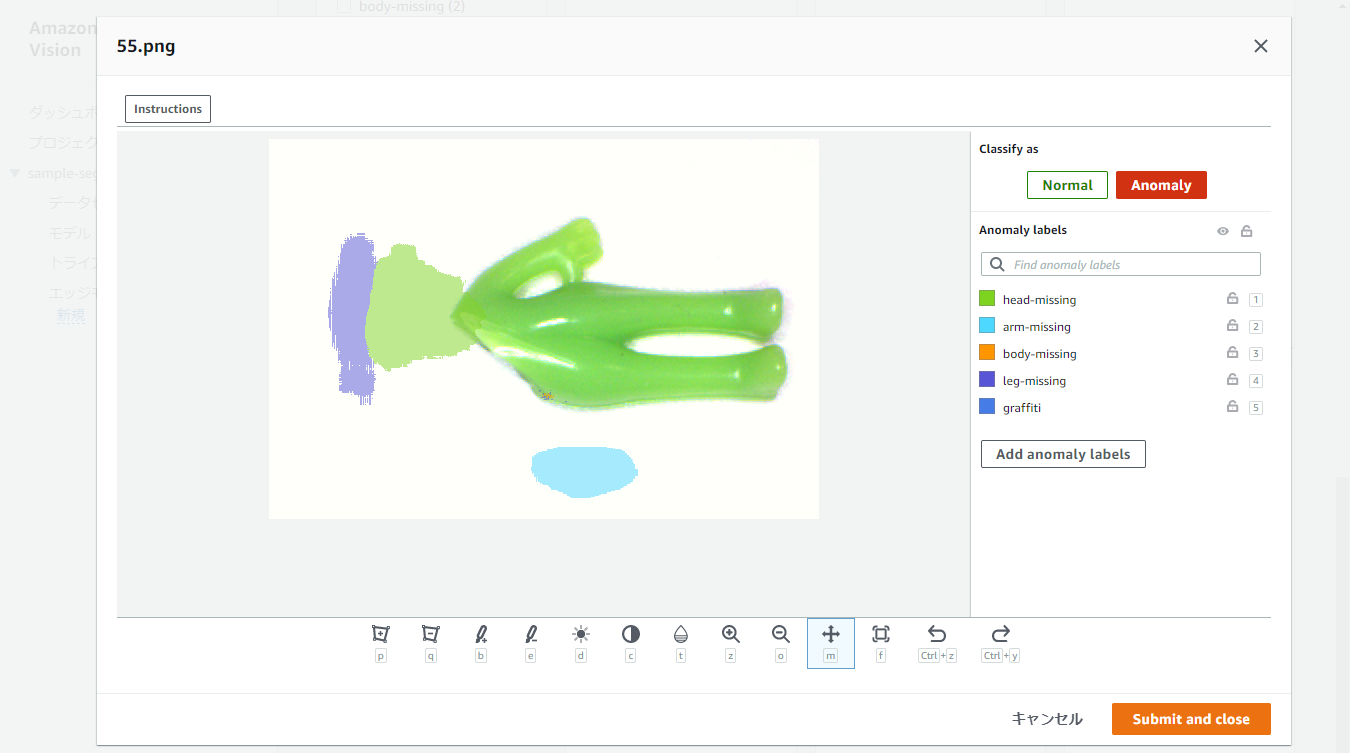 body-missing (2)
Amazon
Vision
55.png
Instructions
ダッシュボ
プロジェク
sample-seg
データ
モデル
トライ
エッジ
新規
Classify as
Normal
Anomaly
Anomaly labels
Find anomaly labels
head-missing 1
arm-missing 2
body-missing 3
leg-missing 4
graffiti 5
Add anomaly labels
p q b e d c t z o m f Ctrl+z Ctrl+y
キャンセル
Submit and close